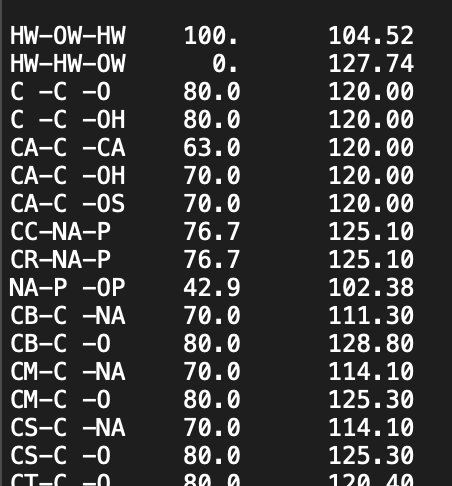 HW-OW-HW    100.      104.52
HW-HW-OW      0.      127.74
C -C -O     80.0      120.00
C -C -OH    80.0      120.00
CA-C -CA    63.0      120.00
CA-C -OH    70.0      120.00
CA-C -OS    70.0      120.00
CC-NA-P     76.7      125.10
CR-NA-P     76.7      125.10
NA-P -OP    42.9      102.38
CB-C -NA    70.0      111.30
CB-C -O     80.0      128.80
CM-C -NA    70.0      114.10
CM-C -O     80.0      125.30
CS-C -NA    70.0      114.10
CS-C -O     80.0      125.30
CT-C -O     80.0      120.40